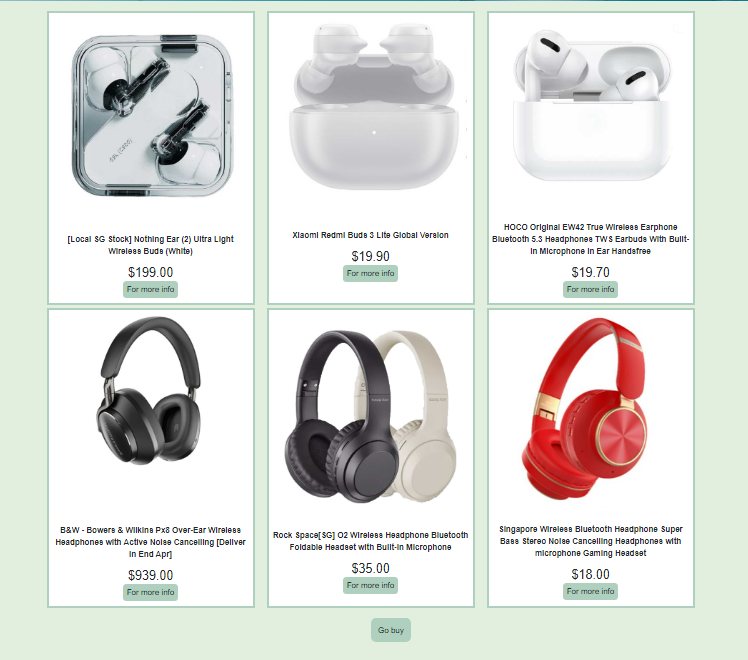 [Local SG Stock] Nothing Ear (2) Ultra Light
Wireless Buds (White)
$199.00
For more info
Xiaomi Redmi Buds 3 Lite Global Version
$19.90
For more info
HOCO Original EW42 True Wireless Earphone
Bluetooth 5.3 Headphones TWS Earbuds With Built-
in Microphone in Ear Handsfree
$19.70
For more info
B&W - Bowers & Wilkins Px8 Over-Ear Wireless
Headphones with Active Noise Cancelling [Deliver
in End Apr]
$939.00
For more info
Rock Space[SG] O2 Wireless Headphone Bluetooth
Foldable Headset with Built-in Microphone
$35.00
For more info
Singapore Wireless Bluetooth Headphone Super
Bass Stereo Noise Cancelling Headphones with
microphone Gaming Headset
$18.00
For more info
Go buy